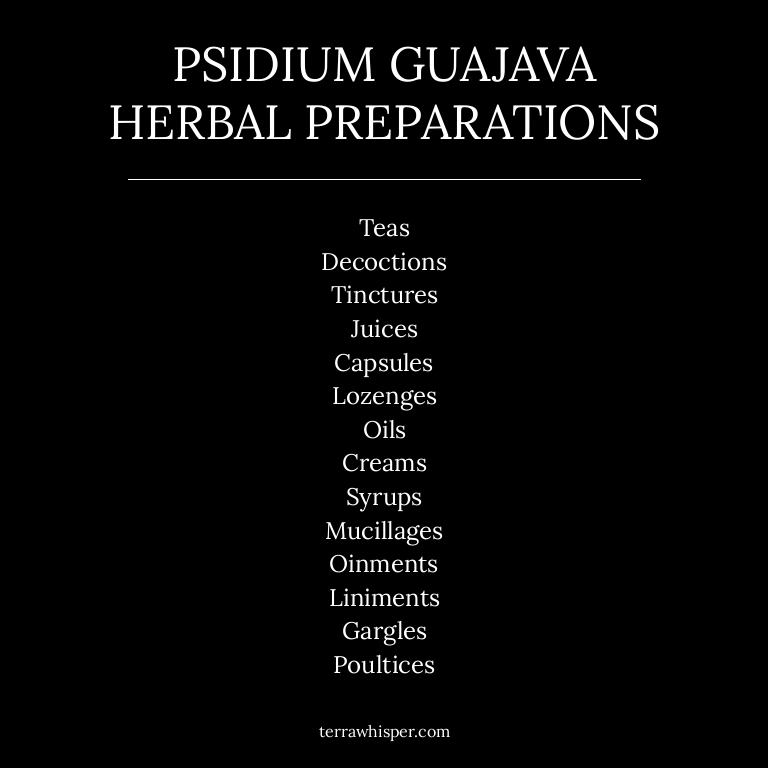 PSIDIUM GUAJAVA
HERBAL PREPARATIONS
Teas
Decoctions
Tinctures
Juices
Capsules
Lozenges
Oils
Creams
Syrups
Mucillages
Oinments
Liniments
Gargles
Poultices
terrawhisper.com